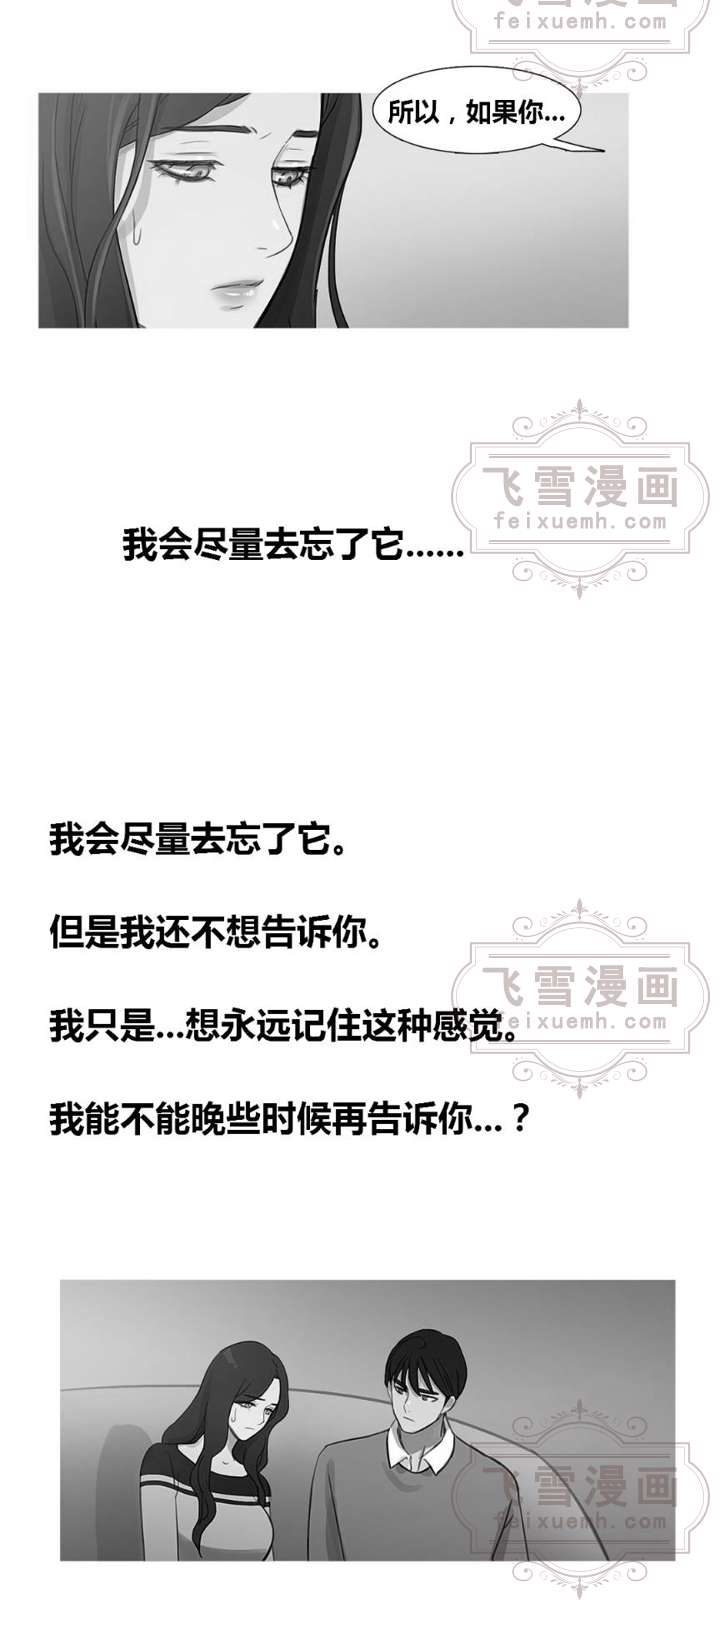 feixuemh.com
所以，如果你...
飞雪漫画
feixuemh.com
我会尽量去忘了它......
我会尽量去忘了它。
但是我还不想告诉你。
飞雪漫画
我只是...想永远记住这种感觉。
feixuemh.com
我能不能晚些时候再告诉你...？
飞雪漫画
feixuemh.com